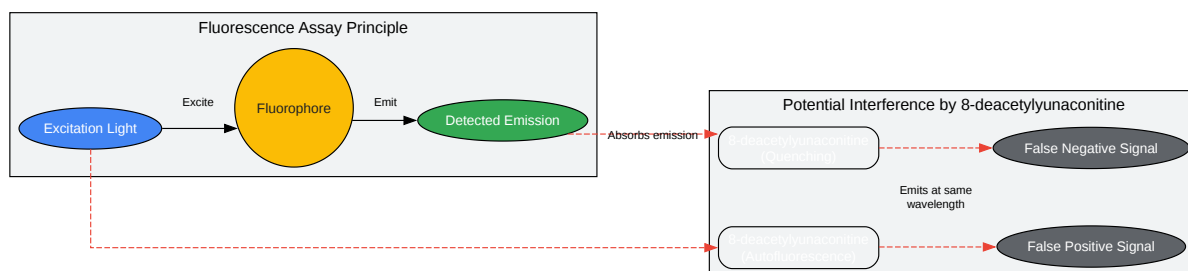 Fluorescence Assay Principle
Excitation Light
Excite
Fluorophore
Emit
Detected Emission
Absorbs emission
Potential Interference by 8-deacetylyunaconitine
8-deacetylyunaconitine
(Quenching)
False Negative Signal
Emits at same
wavelength
8-deacetylyunaconitine
(Autofluorescence)
False Positive Signal